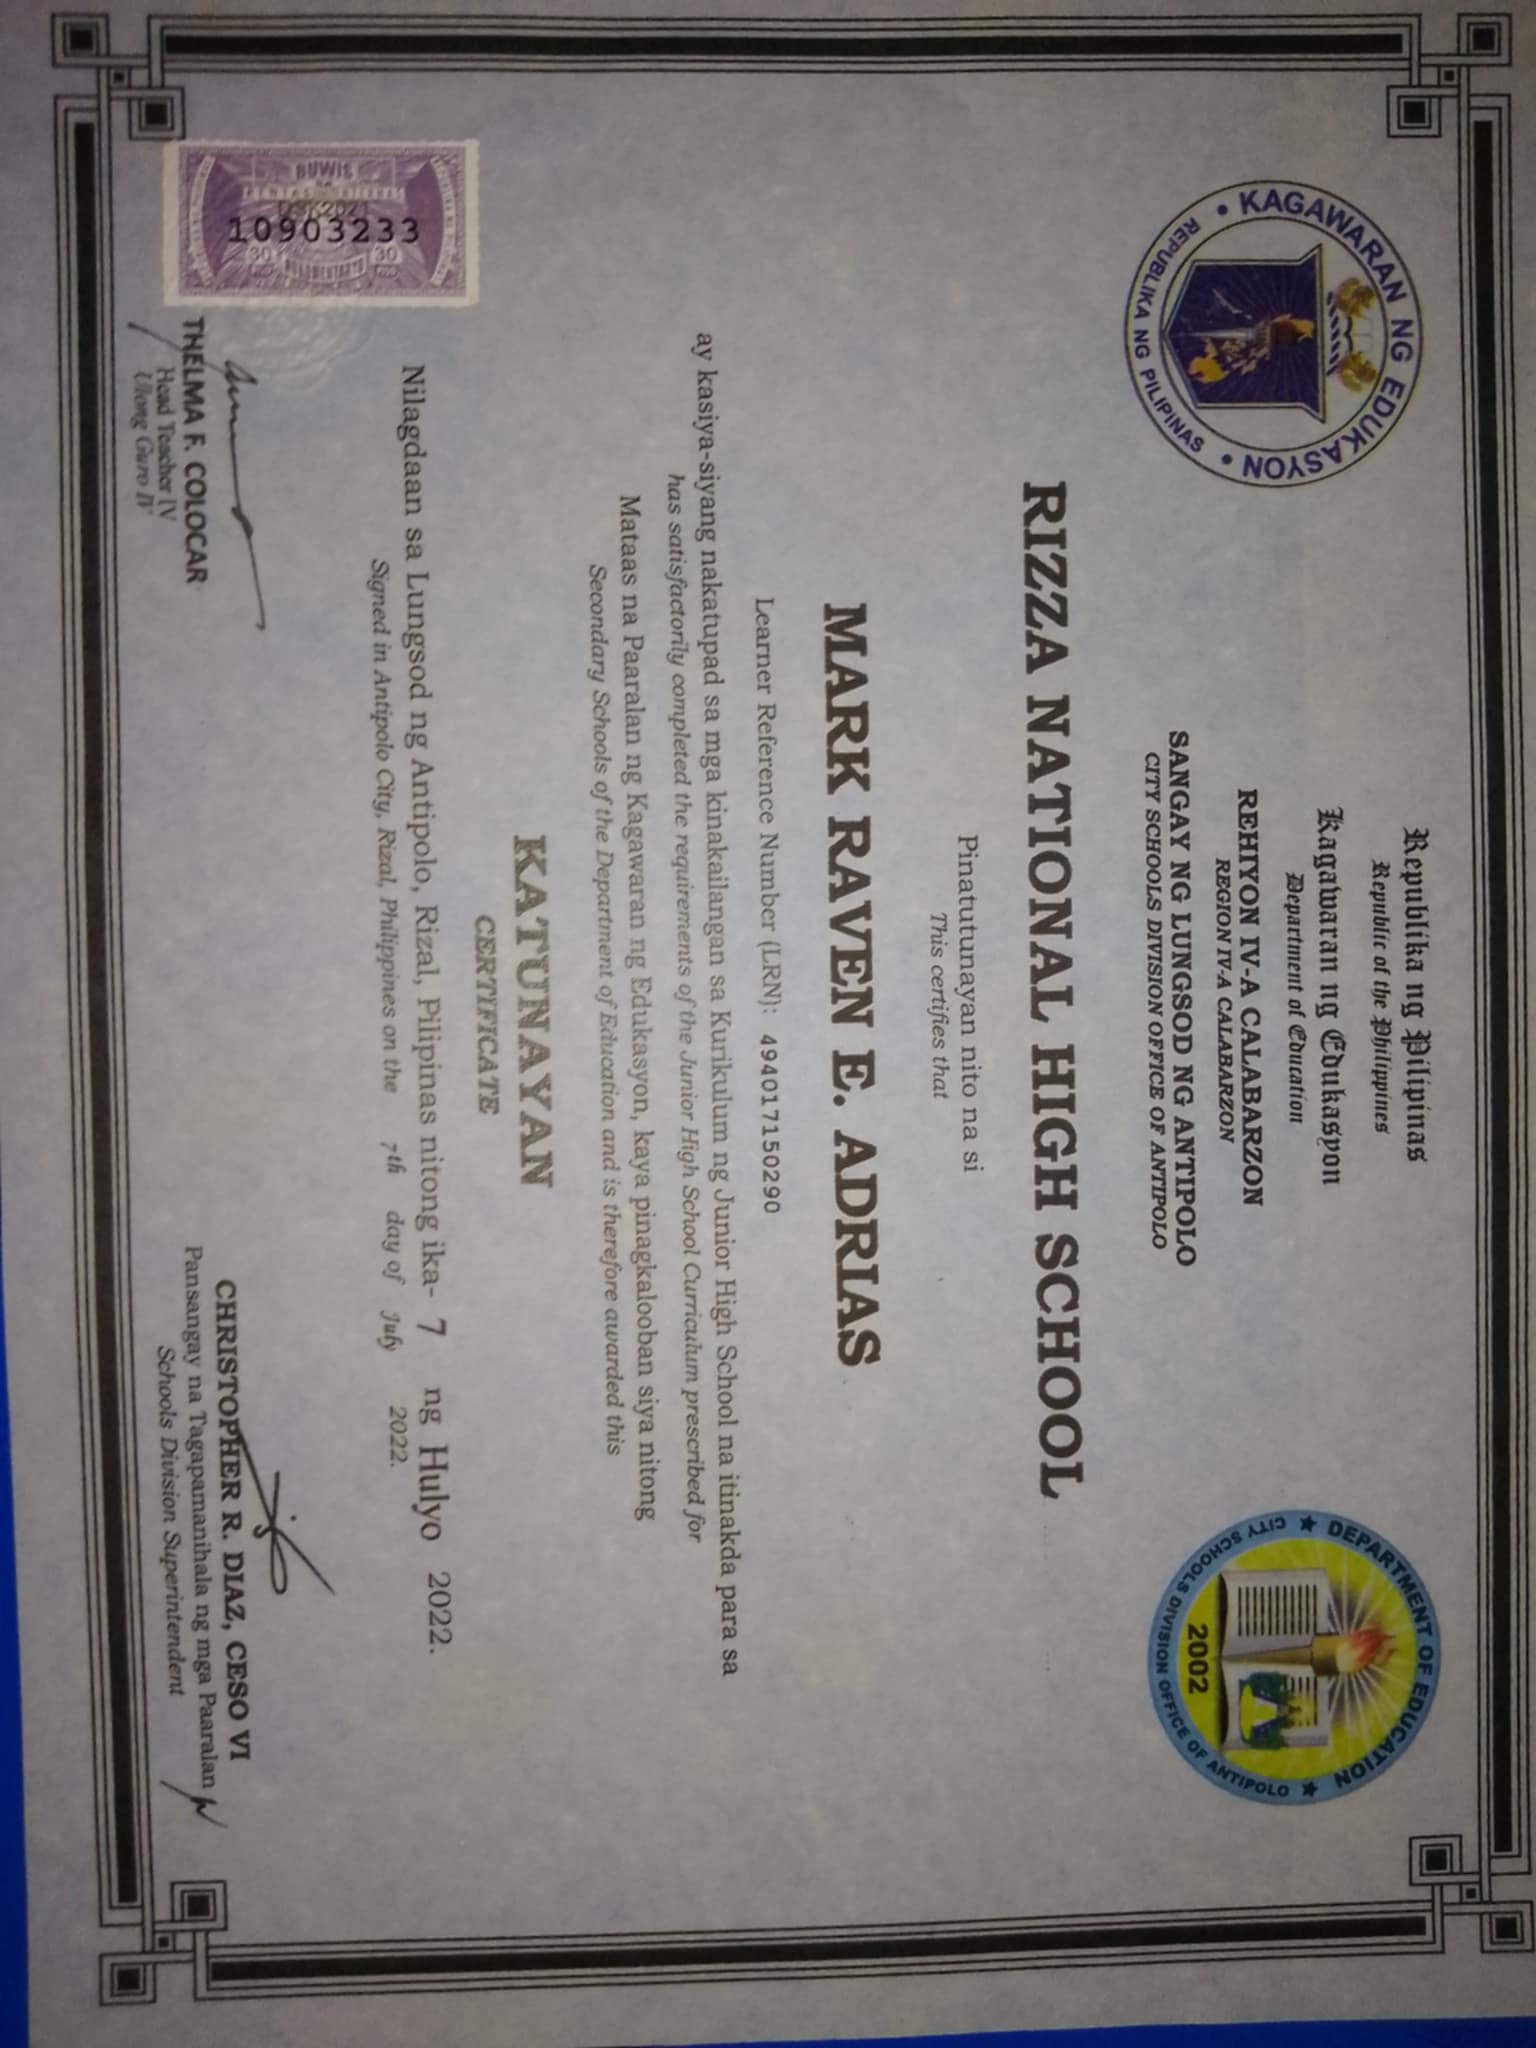 KAGAWARAN NG EDUKASYON
REPUBLIKA NG PILIPINAS
Republika ng Pilipinas
Republic of the Philippines
Kagawaran ng Edukasyon
Department of Education
REHIYON IV-A CALABARZON
REGION IV-A CALABARZON
SANGAY NG LUNGSOD NG ANTIPOLO
CITY SCHOOLS DIVISION OFFICE OF ANTIPOLO
DEPARTMENT OF EDUCATION
CITY SCHOOLS DIVISION OFFICE OF ANTIPOLO
2002
RIZZA NATIONAL HIGH SCHOOL
Pinatutunayan nito na si
This certifies that
MARK RAVEN E. ADRIAS
Learner Reference Number (LRN): 494017150290
ay kasiya-siyang nakatupad sa mga kinakailangan sa Kurikulum ng Junior High School na itinakda para sa
has satisfactorily completed the requirements of the Junior High School Curriculum prescribed for
Mataas na Paaralan ng Kagawaran ng Edukasyon, kaya pinagkalooban siya nitong
Secondary Schools of the Department of Education and is therefore awarded this
KATUNAYAN
CERTIFICATE
Nilagdaan sa Lungsod ng Antipolo, Rizal, Pilipinas nitong ika- 7 ng Hulyo 2022.
Signed in Antipolo City, Rizal, Philippines on the 7th day of July 2022.
REPUBLIKA NG PILIPINAS
BUWIS SA
10903233
30
30
THELMA F. COLOCAR
Head Teacher IV
Ulong Guro IV
CHRISTOPHER R. DIAZ, CESO VI
Pansangay na Tagapamanihala ng mga Paaralan
Schools Division Superintendent